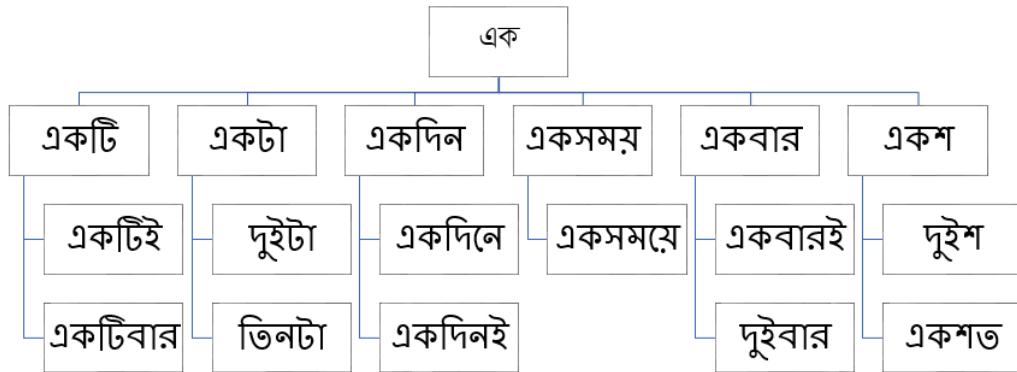 এক
একটি একটা একদিন একসময় একবার একশ
একটিই দুইটা একদিনে একসময়ে একবারই দুইশ
একটিবার তিনটা একদিনই দুইবার একশত